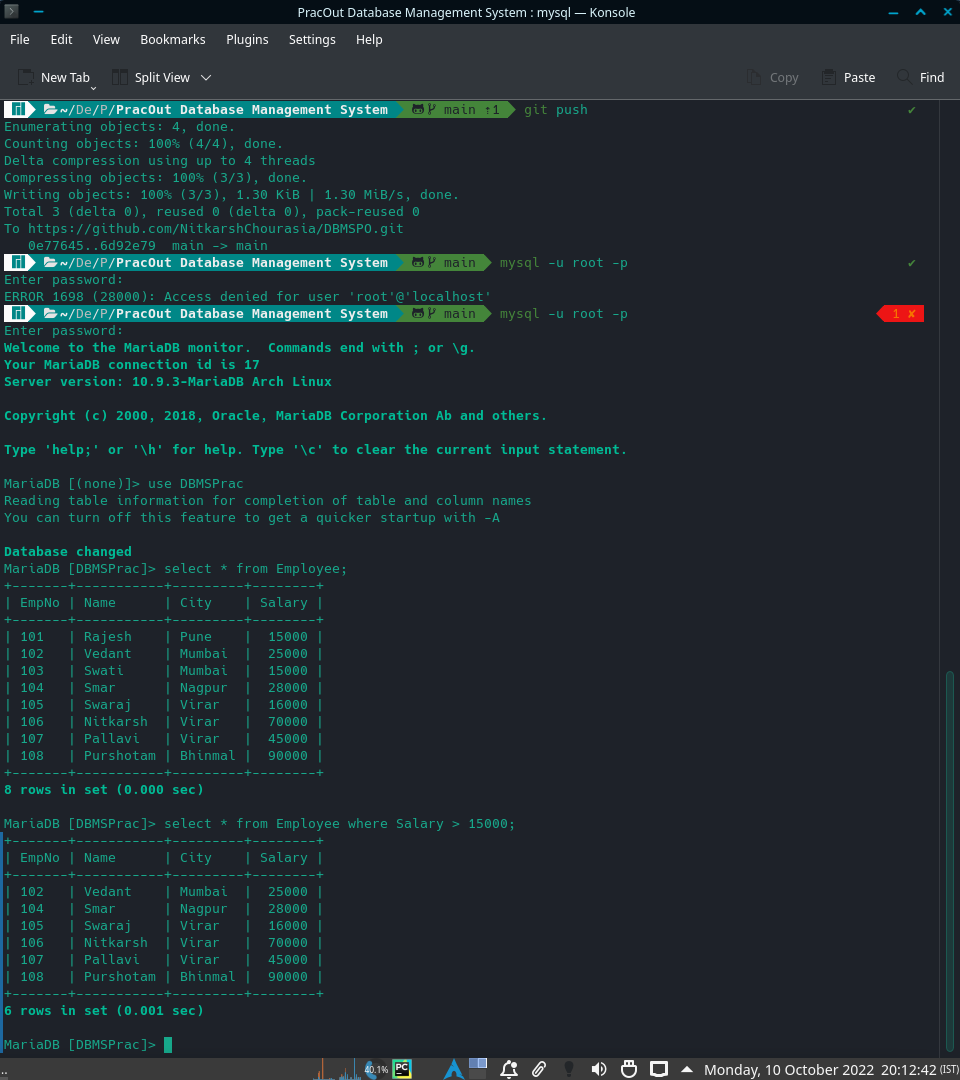 PracOut Database Management System : mysql — Konsole
File Edit View Bookmarks Plugins Settings Help
New Tab Split View Copy Paste Find
~/De/P/PracOut Database Management System main ⇡1 git push ✔
Enumerating objects: 4, done.
Counting objects: 100% (4/4), done.
Delta compression using up to 4 threads
Compressing objects: 100% (3/3), done.
Writing objects: 100% (3/3), 1.30 KiB | 1.30 MiB/s, done.
Total 3 (delta 0), reused 0 (delta 0), pack-reused 0
To https://github.com/NitkarshChourasia/DBMSPO.git
   0e77645..6d92e79  main -> main
~/De/P/PracOut Database Management System main mysql -u root -p ✔
Enter password:
ERROR 1698 (28000): Access denied for user 'root'@'localhost'
~/De/P/PracOut Database Management System main mysql -u root -p 1 ✘
Enter password:
Welcome to the MariaDB monitor.  Commands end with ; or \g.
Your MariaDB connection id is 17
Server version: 10.9.3-MariaDB Arch Linux
Copyright (c) 2000, 2018, Oracle, MariaDB Corporation Ab and others.
Type 'help;' or '\h' for help. Type '\c' to clear the current input statement.
MariaDB [(none)]> use DBMSPrac
Reading table information for completion of table and column names
You can turn off this feature to get a quicker startup with -A
Database changed
MariaDB [DBMSPrac]> select * from Employee;
+-------+-----------+---------+--------+
| EmpNo | Name      | City    | Salary |
+-------+-----------+---------+--------+
| 101   | Rajesh    | Pune    |  15000 |
| 102   | Vedant    | Mumbai  |  25000 |
| 103   | Swati     | Mumbai  |  15000 |
| 104   | Smar      | Nagpur  |  28000 |
| 105   | Swaraj    | Virar   |  16000 |
| 106   | Nitkarsh  | Virar   |  70000 |
| 107   | Pallavi   | Virar   |  45000 |
| 108   | Purshotam | Bhinmal |  90000 |
+-------+-----------+---------+--------+
8 rows in set (0.000 sec)
MariaDB [DBMSPrac]> select * from Employee where Salary > 15000;
+-------+-----------+---------+--------+
| EmpNo | Name      | City    | Salary |
+-------+-----------+---------+--------+
| 102   | Vedant    | Mumbai  |  25000 |
| 104   | Smar      | Nagpur  |  28000 |
| 105   | Swaraj    | Virar   |  16000 |
| 106   | Nitkarsh  | Virar   |  70000 |
| 107   | Pallavi   | Virar   |  45000 |
| 108   | Purshotam | Bhinmal |  90000 |
+-------+-----------+---------+--------+
6 rows in set (0.001 sec)
MariaDB [DBMSPrac]>
.. 40.1% PC Monday, 10 October 2022 20:12:42 (IST)